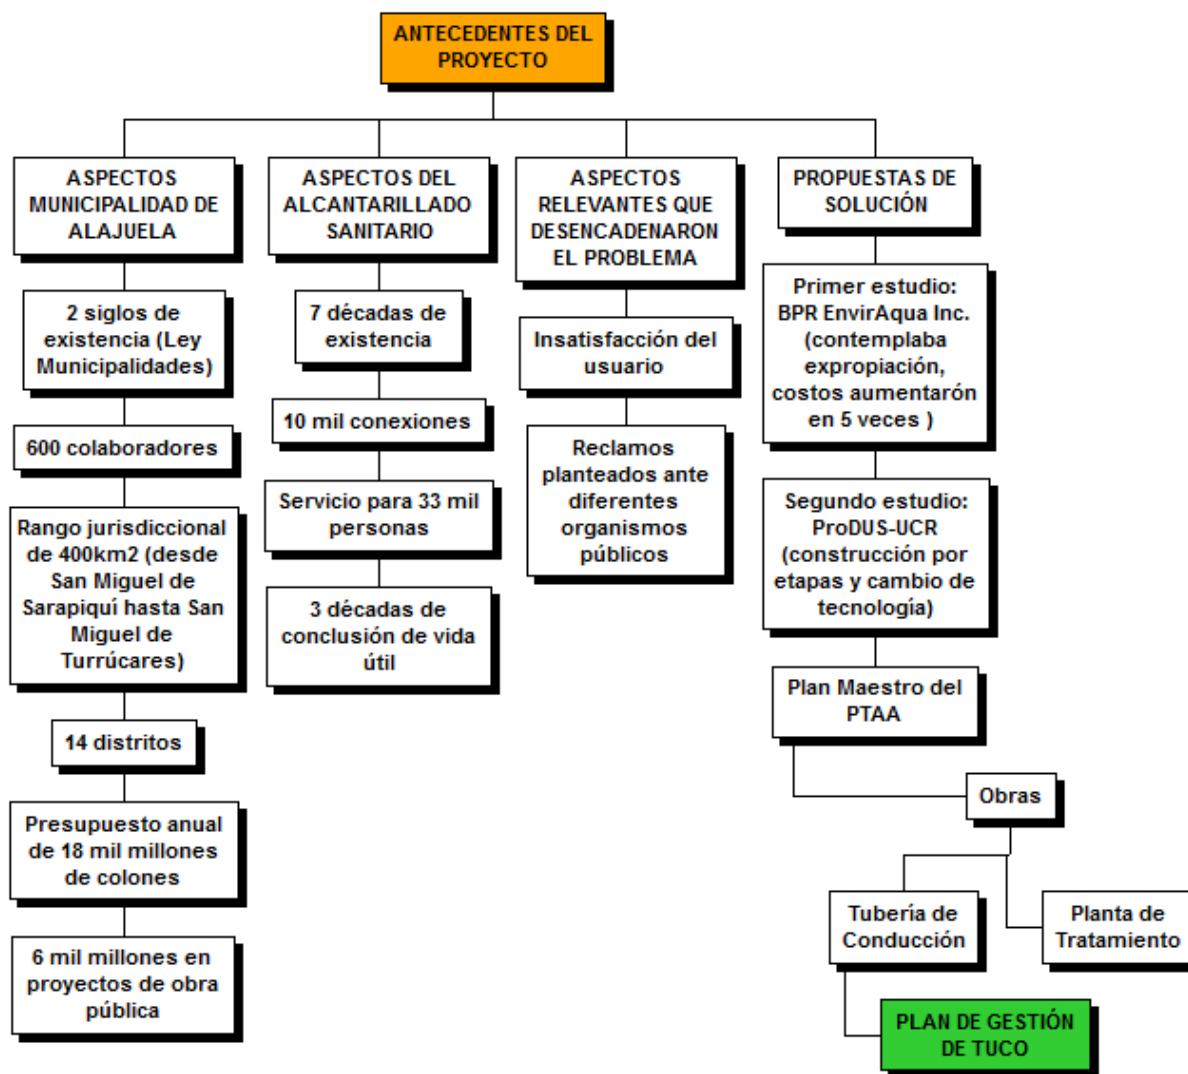 ANTECEDENTES DEL
PROYECTO
ASPECTOS
MUNICIPALIDAD DE
ALAJUELA
2 siglos de
existencia (Ley
Municipalidades)
600 colaboradores
Rango jurisdiccional
de 400km2 (desde
San Miguel de
Sarapiquí hasta San
Miguel de
Turrúcares)
14 distritos
Presupuesto anual
de 18 mil millones
de colones
6 mil millones en
proyectos de obra
pública
ASPECTOS DEL
ALCANTARILLADO
SANITARIO
7 décadas de
existencia
10 mil conexiones
Servicio para 33 mil
personas
3 décadas de
conclusión de vida
útil
ASPECTOS
RELEVANTES QUE
DESENCADENARON
EL PROBLEMA
Insatisfacción del
usuario
Reclamos
planteados ante
diferentes
organismos
públicos
PROPUESTAS DE
SOLUCIÓN
Primer estudio:
BPR EnvirAqua Inc.
(contemplaba
expropiación,
costos aumentarón
en 5 veces )
Segundo estudio:
ProDUS-UCR
(construcción por
etapas y cambio de
tecnología)
Plan Maestro del
PTAA
Obras
Tubería de
Conducción
Planta de
Tratamiento
PLAN DE GESTIÓN
DE TUCO